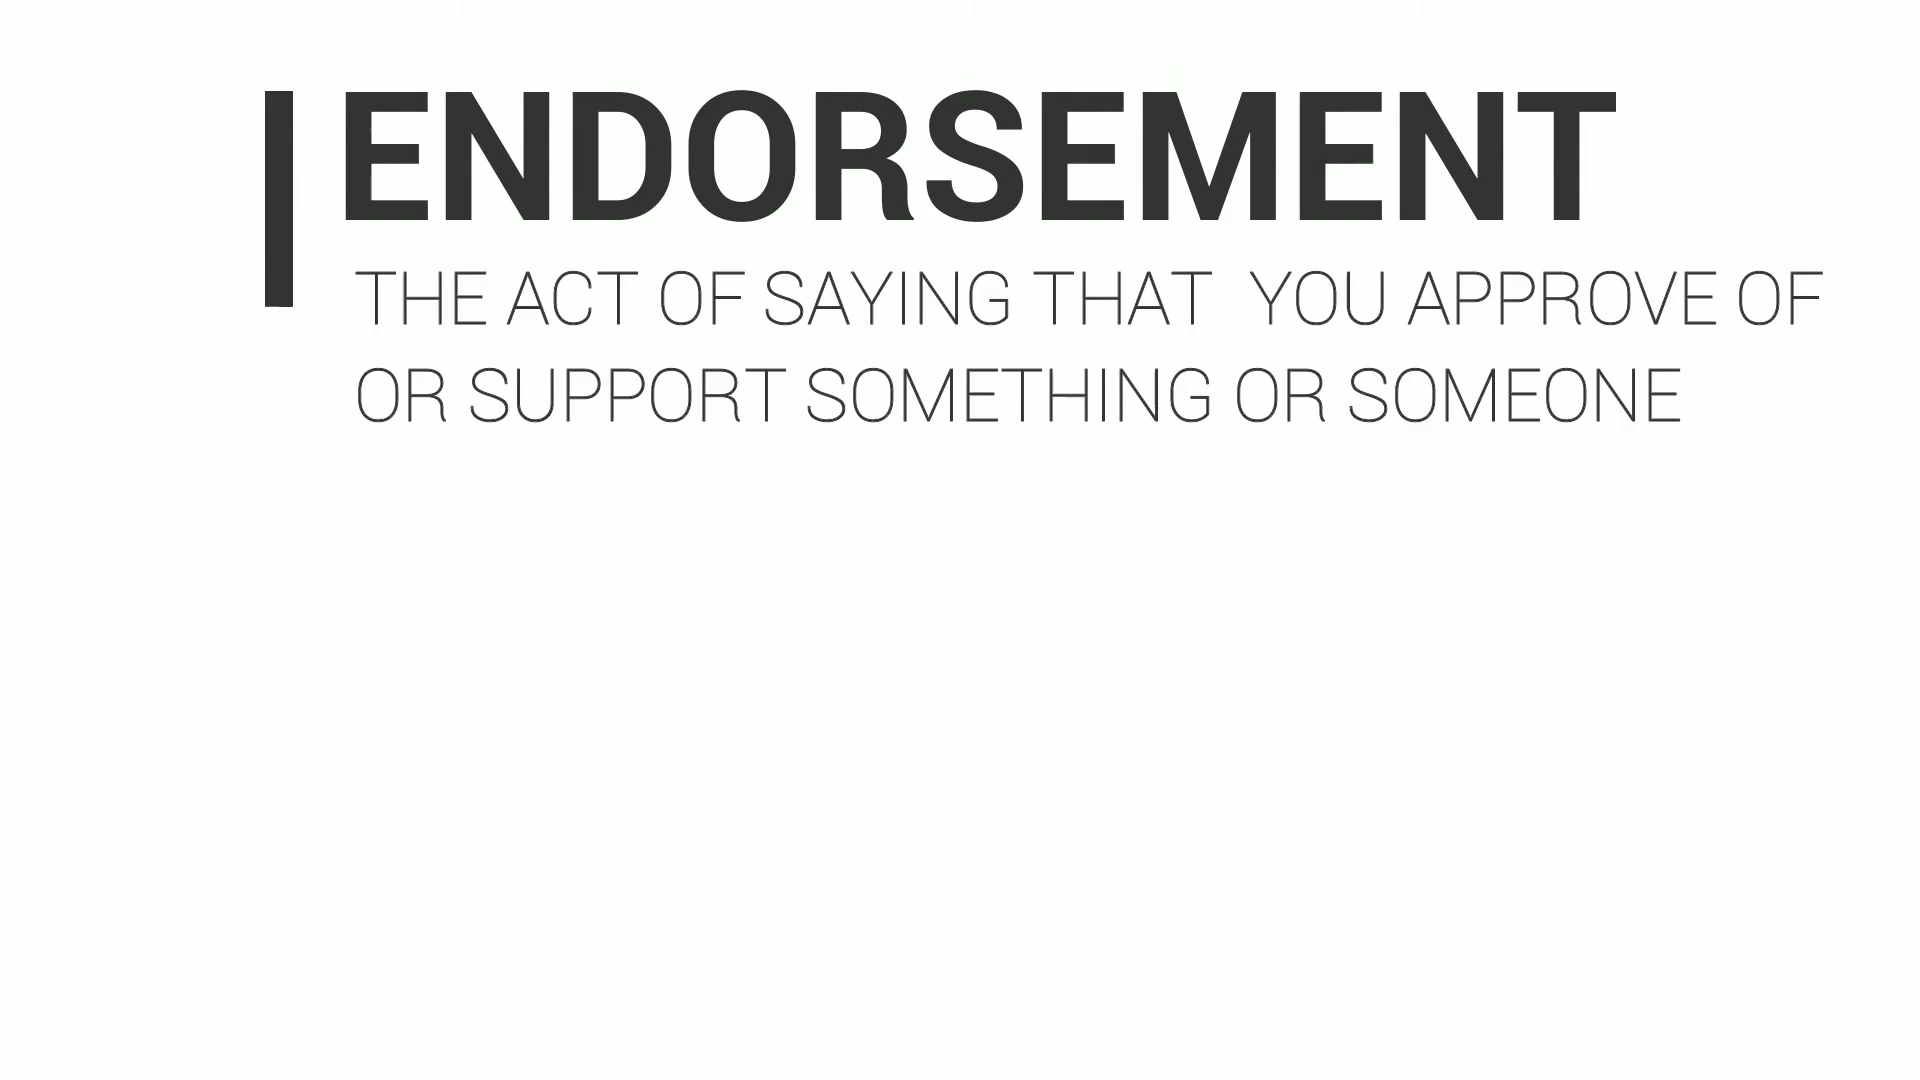 ENDORSEMENT
THE ACT OF SAYING THAT  YOU APPROVE OF
OR SUPPORT SOMETHING OR SOMEONE